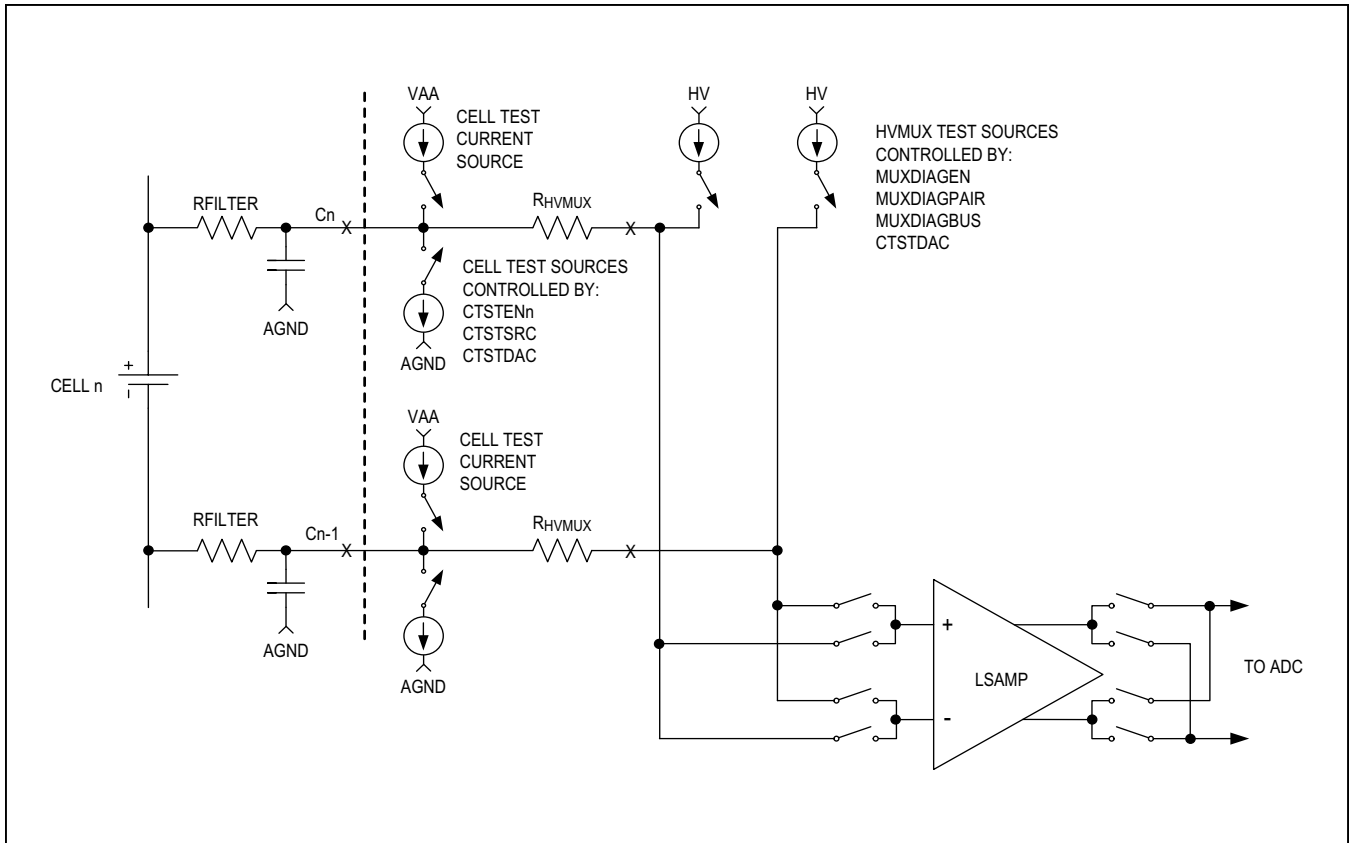 VAA
CELL TEST
CURRENT
SOURCE
HV
HV
HVMUX TEST SOURCES
CONTROLLED BY:
MUXDIAGEN
MUXDIAGPAIR
MUXDIAGBUS
CTSTDAC
RFILTER
Cn
RHVMUX
AGND
CELL TEST SOURCES
CONTROLLED BY:
CTSTENn
CTSTSRC
CTSTDAC
AGND
CELL n
+
-
VAA
CELL TEST
CURRENT
SOURCE
RFILTER
Cn-1
RHVMUX
AGND
AGND
+
-
LSAMP
TO ADC